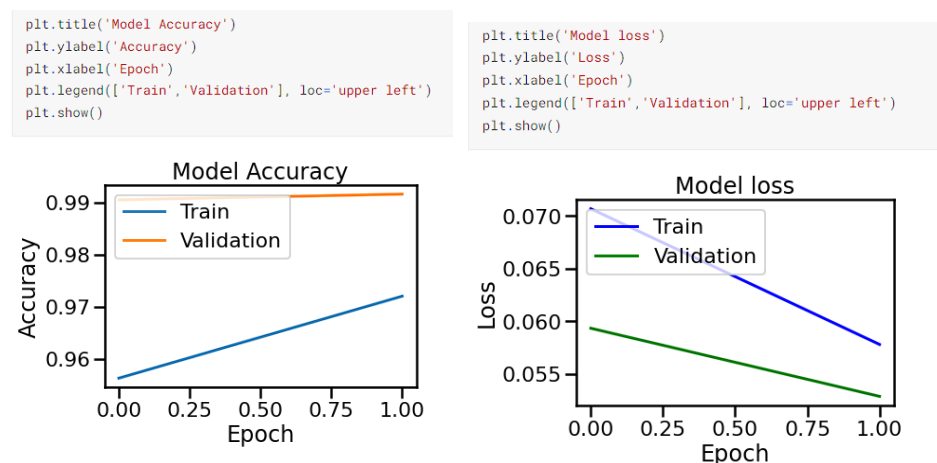 plt.title('Model Accuracy')
plt.ylabel('Accuracy')
plt.xlabel('Epoch')
plt.legend(['Train','Validation'], loc='upper left')
plt.show()
Model Accuracy
0.99
0.98
0.97
0.96
Accuracy
Train
Validation
0.00 0.25 0.50 0.75 1.00
Epoch
plt.title('Model loss')
plt.ylabel('Loss')
plt.xlabel('Epoch')
plt.legend(['Train','Validation'], loc='upper left')
plt.show()
Model loss
0.070
0.065
0.060
0.055
Loss
Train
Validation
0.00 0.25 0.50 0.75 1.00
Epoch